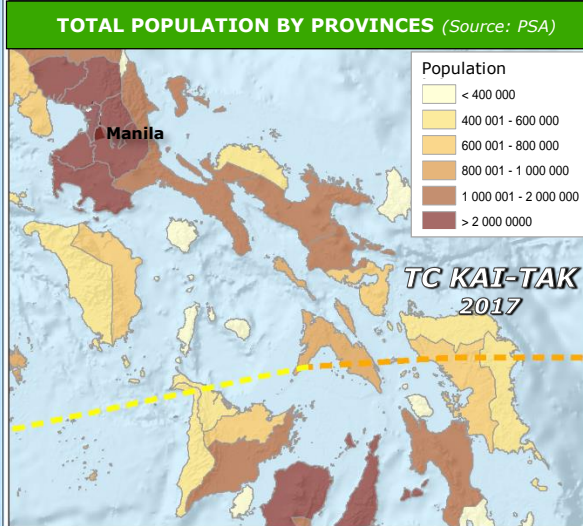 TOTAL POPULATION BY PROVINCES (Source: PSA)
Population
< 400 000
400 001 - 600 000
600 001 - 800 000
800 001 - 1 000 000
1 000 001 - 2 000 000
> 2 000 0000
Manila
TC KAI-TAK
2017